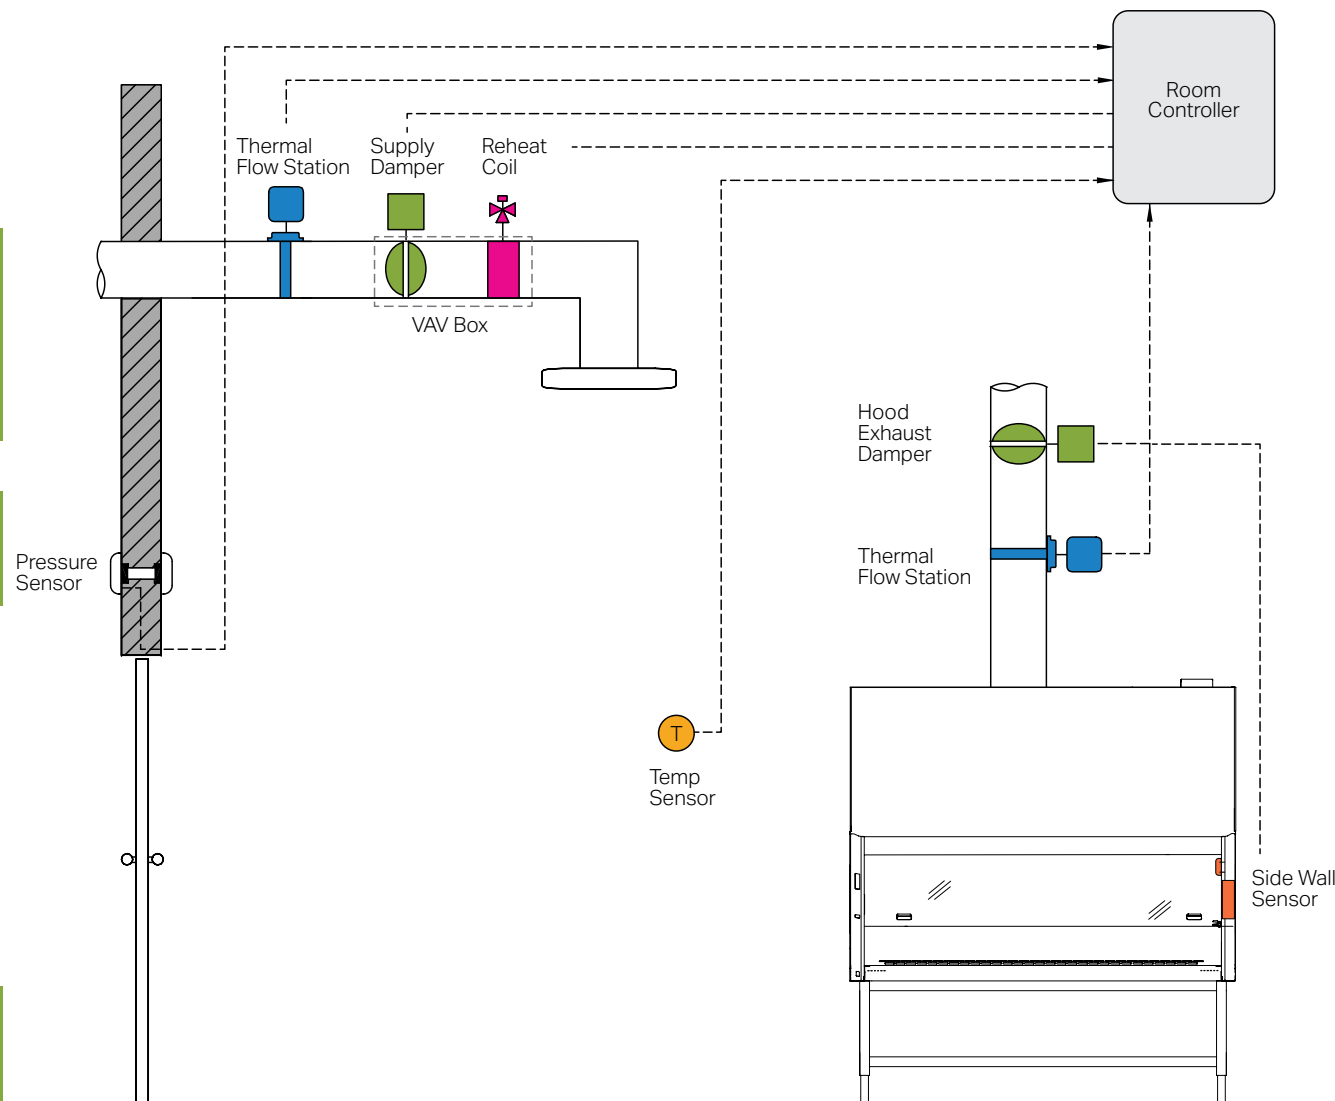 Room
Controller
Thermal
Flow Station
Supply
Damper
Reheat
Coil
VAV Box
Hood
Exhaust
Damper
Pressure
Sensor
Thermal
Flow Station
T
Temp
Sensor
Side Wall
Sensor